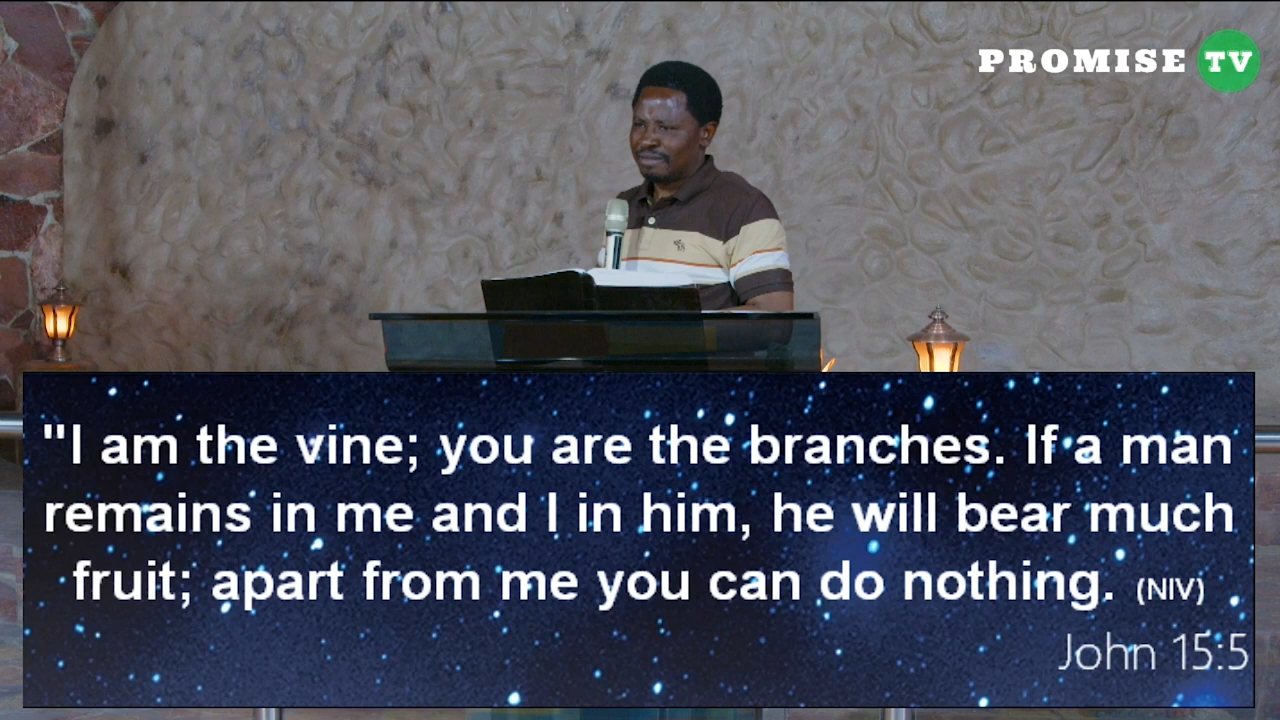 PROMISE TV
"I am the vine; you are the branches. If a man
remains in me and I in him, he will bear much
fruit; apart from me you can do nothing. (NIV)
John 15:5